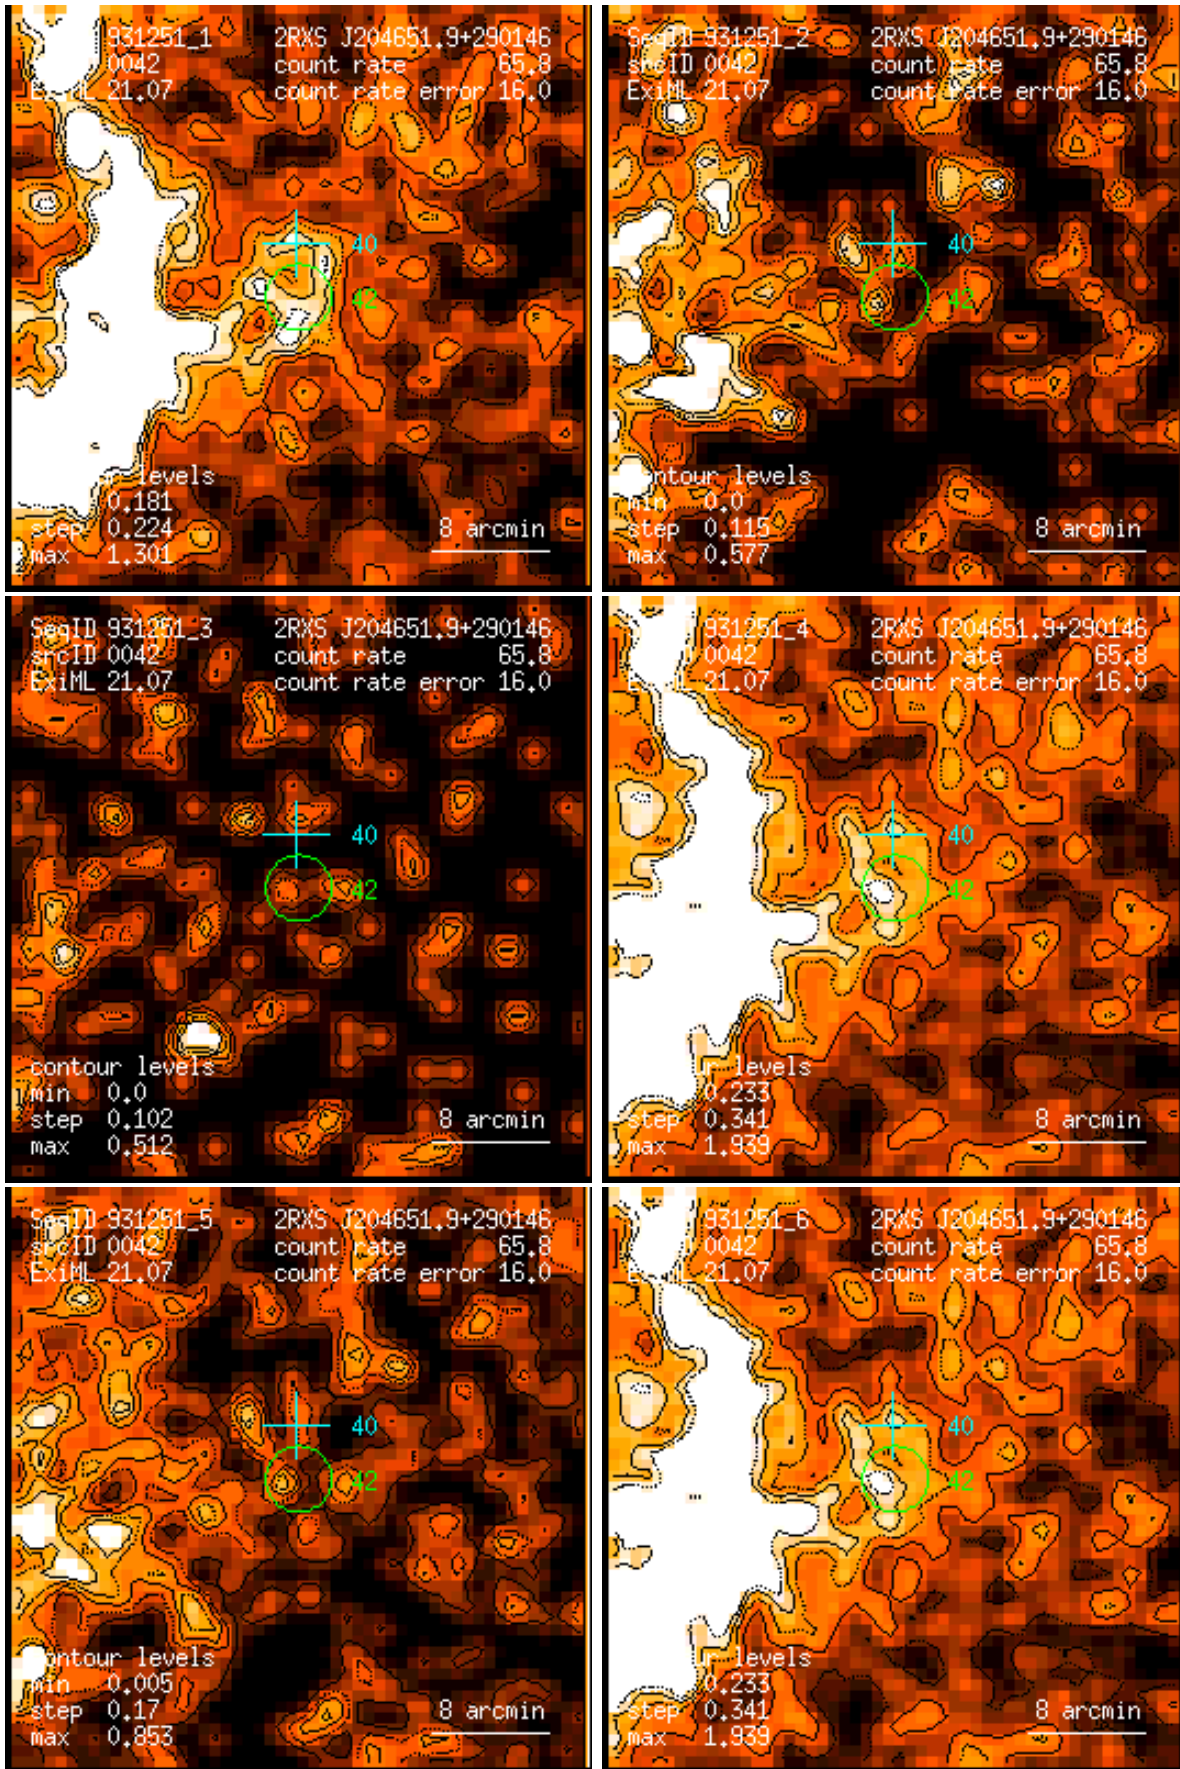 931251_1 2RXS J204651.9+290146
0042 count rate 65.8
ExiML 21.07 count rate error 16.0
40
42
r levels
0.181
step 0.224 8 arcmin
max 1.301
SeqID 931251_2 2RXS J204651.9+290146
srcID 0042 count rate 65.8
ExiML 21.07 count rate error 16.0
40
42
ontour levels
min 0.0
step 0.115 8 arcmin
max 0.577
SeqID 931251_3 2RXS J204651.9+290146
srcID 0042 count rate 65.8
ExiML 21.07 count rate error 16.0
40
42
contour levels
min 0.0
step 0.102 8 arcmin
max 0.512
931251_4 2RXS J204651.9+290146
0042 count rate 65.8
L 21.07 count rate error 16.0
40
42
ur levels
0.233
step 0.341 8 arcmin
max 1.939
SeqID 931251_5 2RXS J204651.9+290146
srcID 0042 count rate 65.8
ExiML 21.07 count rate error 16.0
40
42
contour levels
min 0.005
step 0.17 8 arcmin
max 0.853
931251_6 2RXS J204651.9+290146
0042 count rate 65.8
L 21.07 count rate error 16.0
40
42
ur levels
0.233
step 0.341 8 arcmin
max 1.939